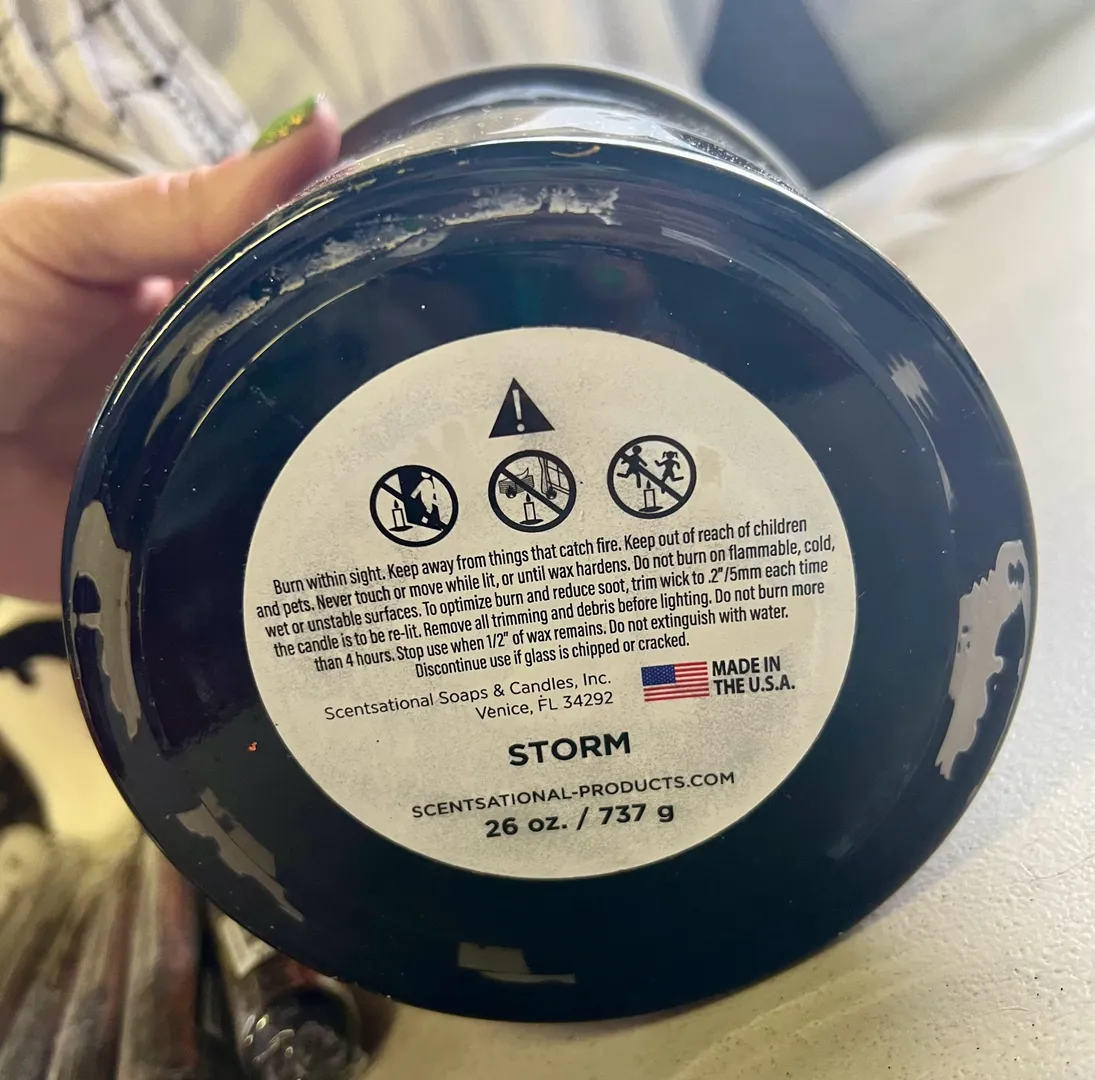 Burn within sight. Keep away from things that catch fire. Keep out of reach of children
and pets. Never touch or move while lit, or until wax hardens. Do not burn on flammable, cold,
wet or unstable surfaces. To optimize burn and reduce soot, trim wick to .2"/5mm each time
the candle is to be re-lit. Remove all trimming and debris before lighting. Do not burn more
than 4 hours. Stop use when 1/2" of wax remains. Do not extinguish with water.
Discontinue use if glass is chipped or cracked.
Scentsational Soaps & Candles, Inc.
Venice, FL 34292
MADE IN
THE U.S.A.
STORM
SCENTSATIONAL-PRODUCTS.COM
26 oz. / 737 g